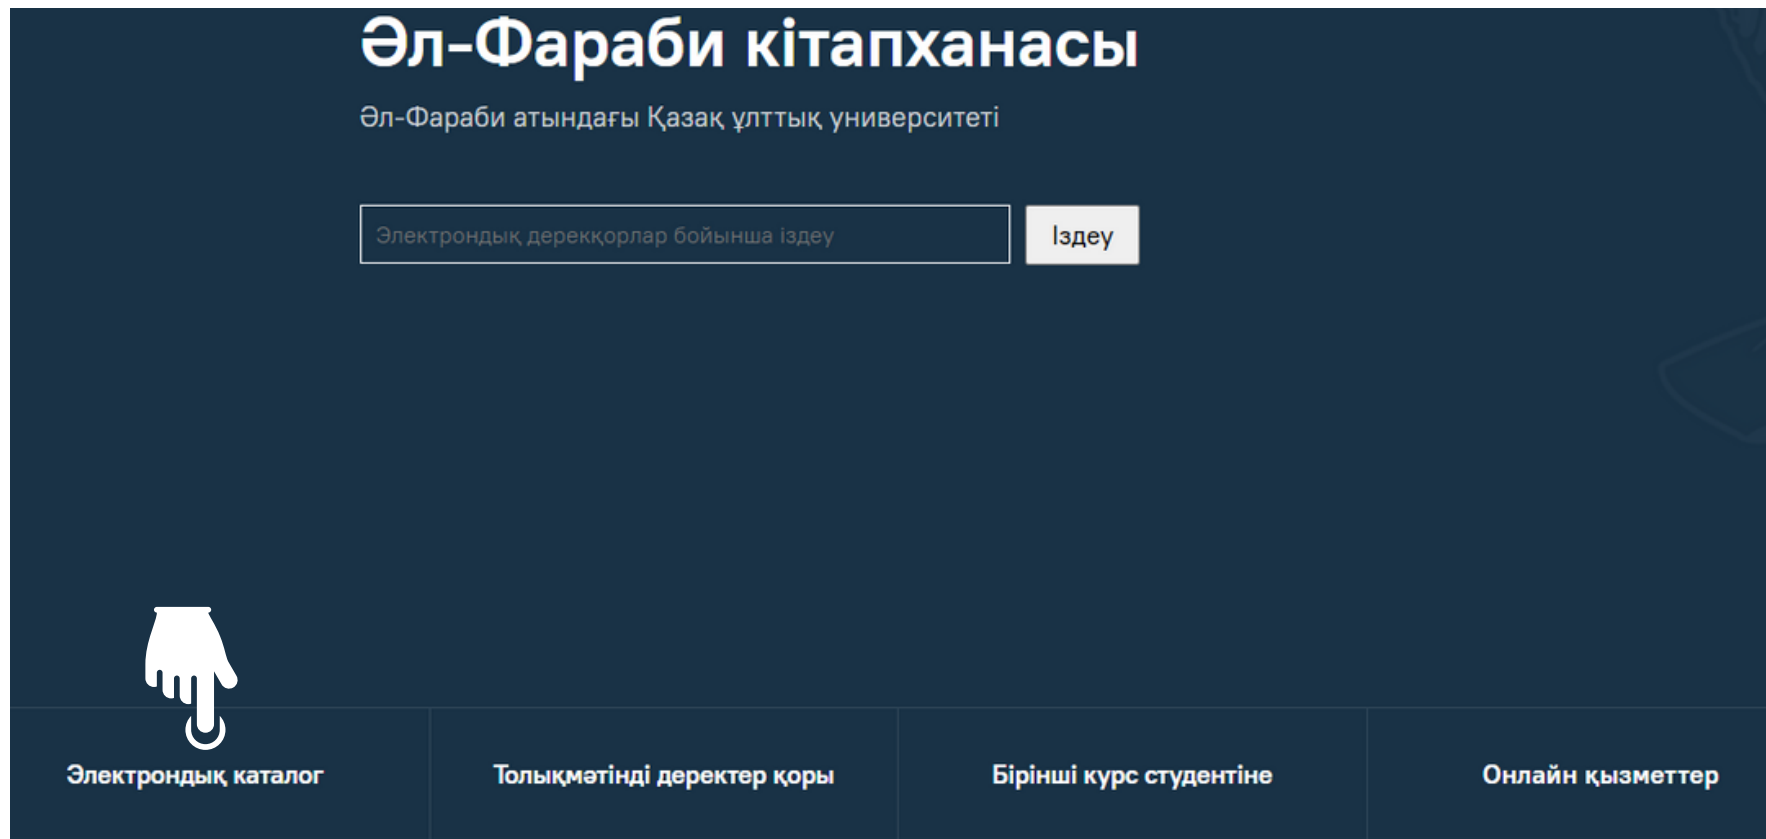 Әл-Фараби кітапханасы
Әл-Фараби атындағы Қазақ ұлттық университеті
Электрондық дерекқорлар бойынша іздеу
Іздеу
Электрондық каталог
Толықмәтінді деректер қоры
Бірінші курс студентіне
Онлайн қызметтер